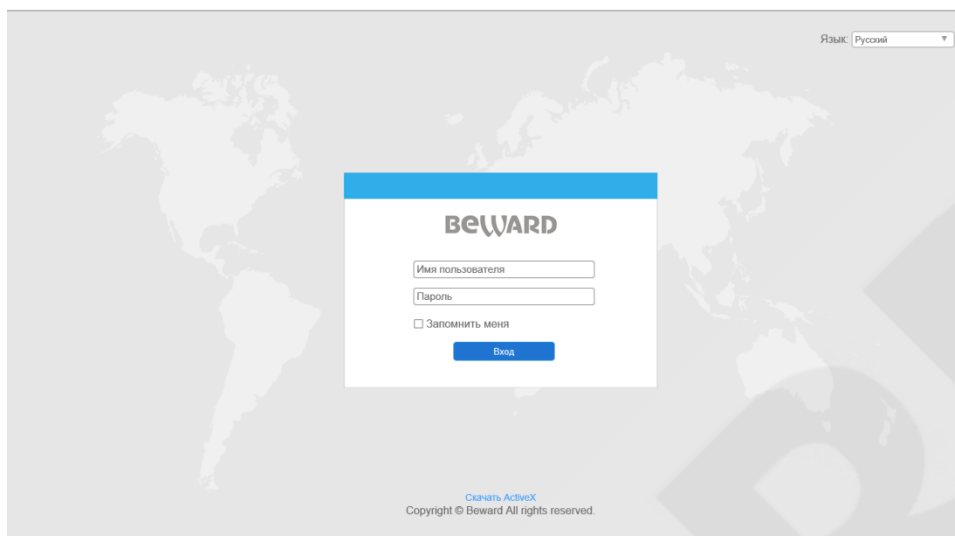 Язык: Русский
BEWARD
Имя пользователя
Пароль
Запомнить меня
Вход
Скачать ActiveX
Copyright © Beward All rights reserved.